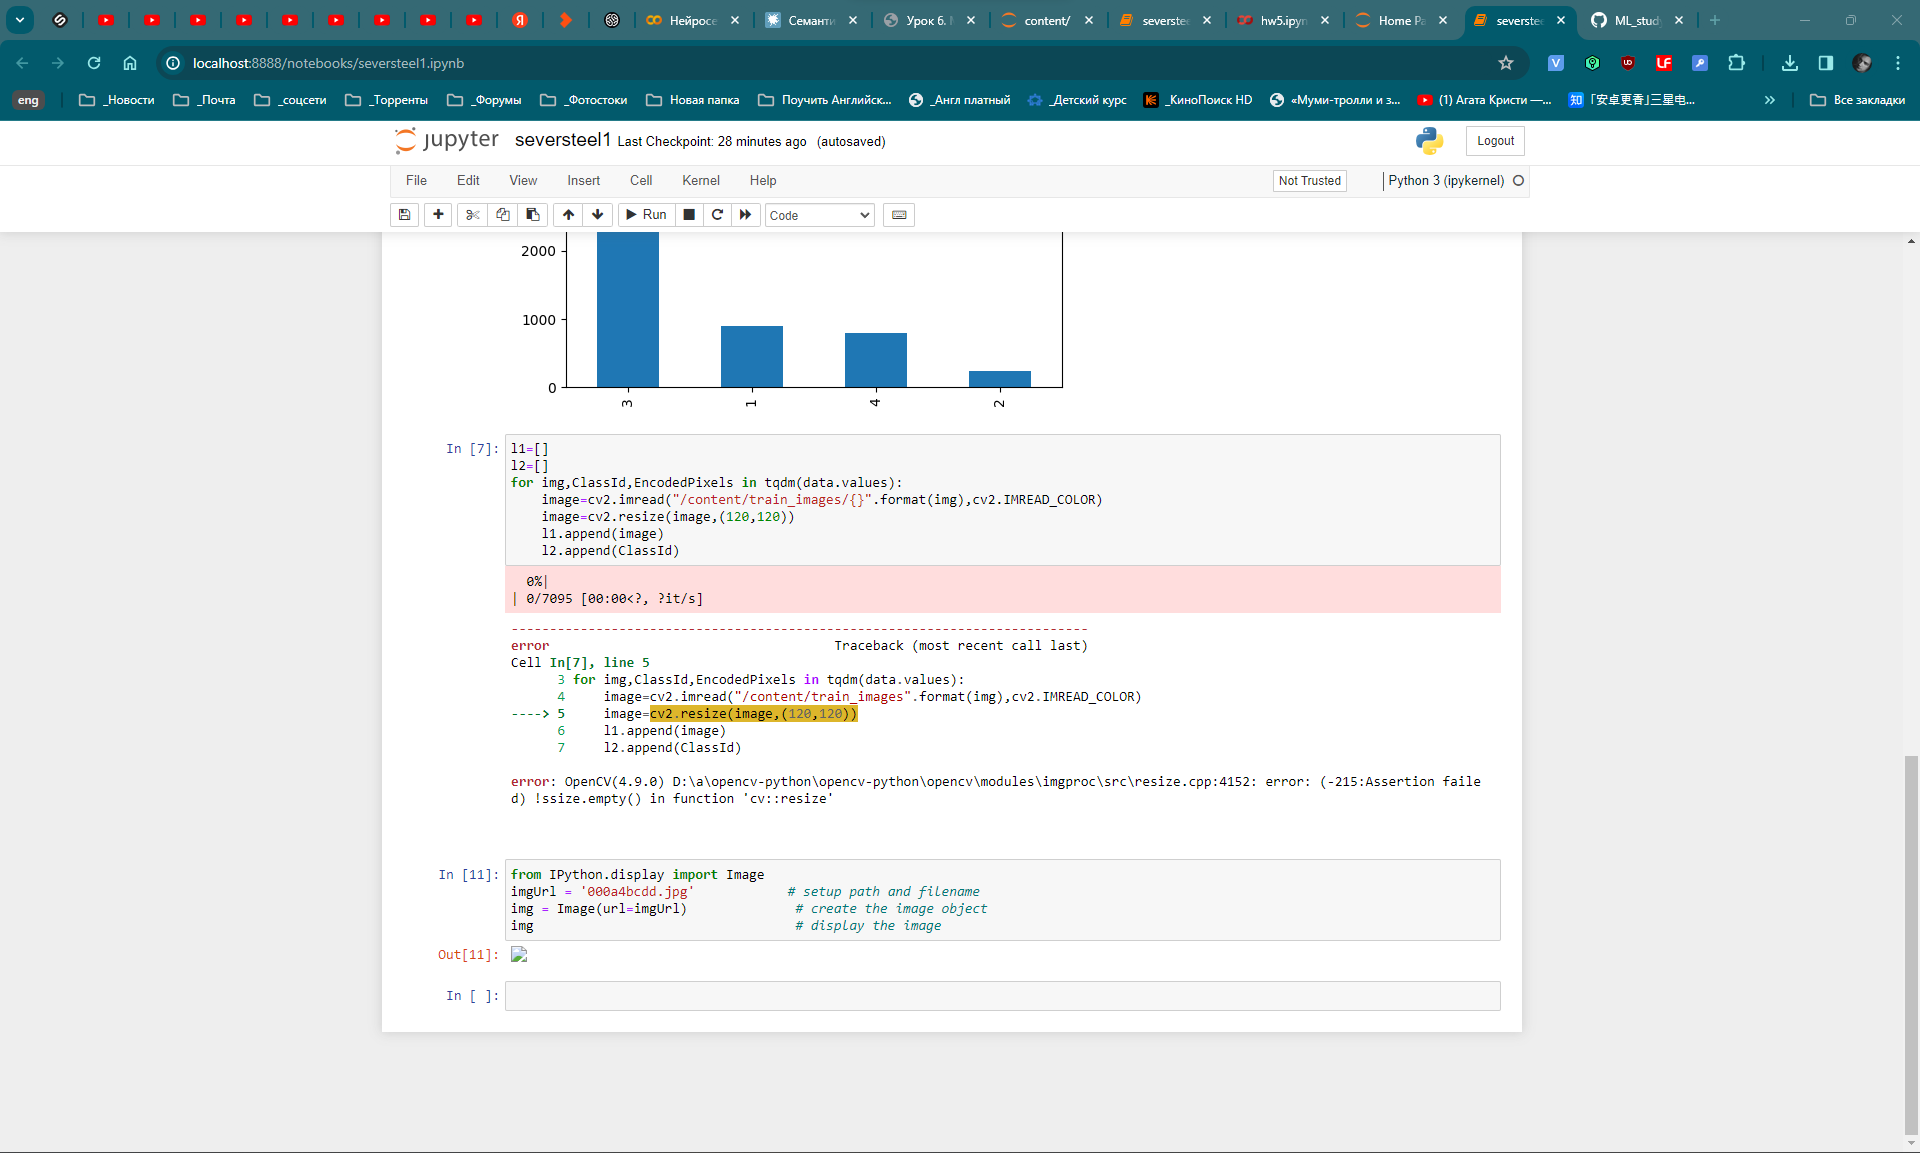 Нейросе
Семанти
Урок 6. М
content/
severstee
hw5.ipyn
Home Pa
severstee
ML_stud
localhost:8888/notebooks/seversteel1.ipynb
eng
_Новости
_Почта
_соцсети
_Торренты
_Форумы
_Фотостоки
Новая папка
Поучить Английск...
_Англ платный
_Детский курс
_КиноПоиск HD
«Муми-тролли и з...
(1) Агата Кристи —...
「安卓更香」三星电...
Все закладки
jupyter seversteel1 Last Checkpoint: 28 minutes ago (autosaved)
Logout
File Edit View Insert Cell Kernel Help
Not Trusted
Python 3 (ipykernel)
Run
Code
2000
1000
0
3 1 4 2
In [7]:
l1=[]
l2=[]
for img,ClassId,EncodedPixels in tqdm(data.values):
    image=cv2.imread("/content/train_images/{}".format(img),cv2.IMREAD_COLOR)
    image=cv2.resize(image,(120,120))
    l1.append(image)
    l2.append(ClassId)
0%|
| 0/7095 [00:00<?, ?it/s]
---------------------------------------------------------------------------
error                                     Traceback (most recent call last)
Cell In[7], line 5
      3 for img,ClassId,EncodedPixels in tqdm(data.values):
      4     image=cv2.imread("/content/train_images".format(img),cv2.IMREAD_COLOR)
----> 5     image=cv2.resize(image,(120,120))
      6     l1.append(image)
      7     l2.append(ClassId)
error: OpenCV(4.9.0) D:\a\opencv-python\opencv-python\opencv\modules\imgproc\src\resize.cpp:4152: error: (-215:Assertion faile
d) !ssize.empty() in function 'cv::resize'
In [11]:
from IPython.display import Image
imgUrl = '000a4bcdd.jpg'            # setup path and filename
img = Image(url=imgUrl)              # create the image object
img                                  # display the image
Out[11]:
In [ ]: